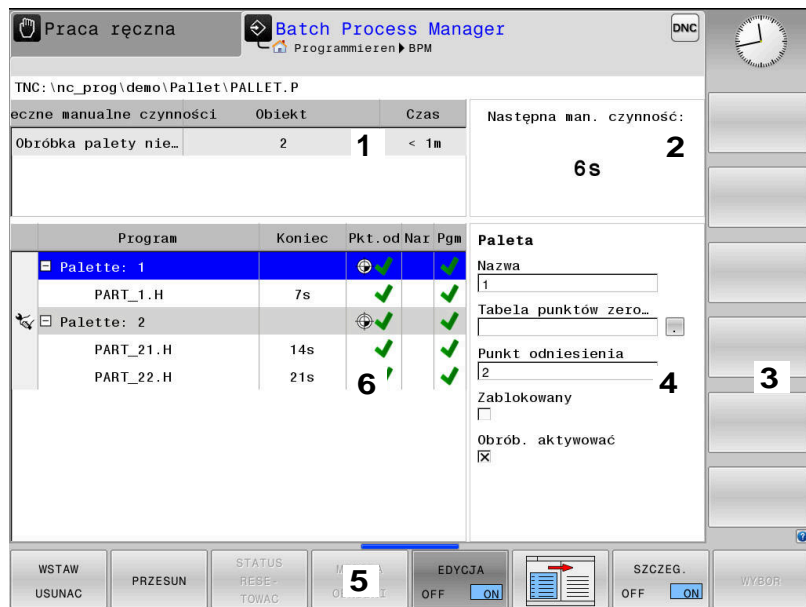 Praca ręczna
Batch Process Manager
Programmieren BPM
DNC
TNC:\nc_prog\demo\Pallet\PALLET.P
eczne manualne czynności Obiekt Czas
Obróbka palety nie… 2 < 1m
1
Następna man. czynność:
2
6s
Program Koniec Pkt.od Nar Pgm
Palette: 1
PART_1.H 7s
Palette: 2
PART_21.H 14s
PART_22.H 21s
6
Paleta
Nazwa
1
Tabela punktów zero…
.
Punkt odniesienia
2
4
Zablokowany
Obrób. aktywować
3
WSTAW
USUNAC
PRZESUN
STATUS
RESE-
TOWAC
5
EDYCJA
OFF ON
SZCZEG.
OFF ON
WYBOR